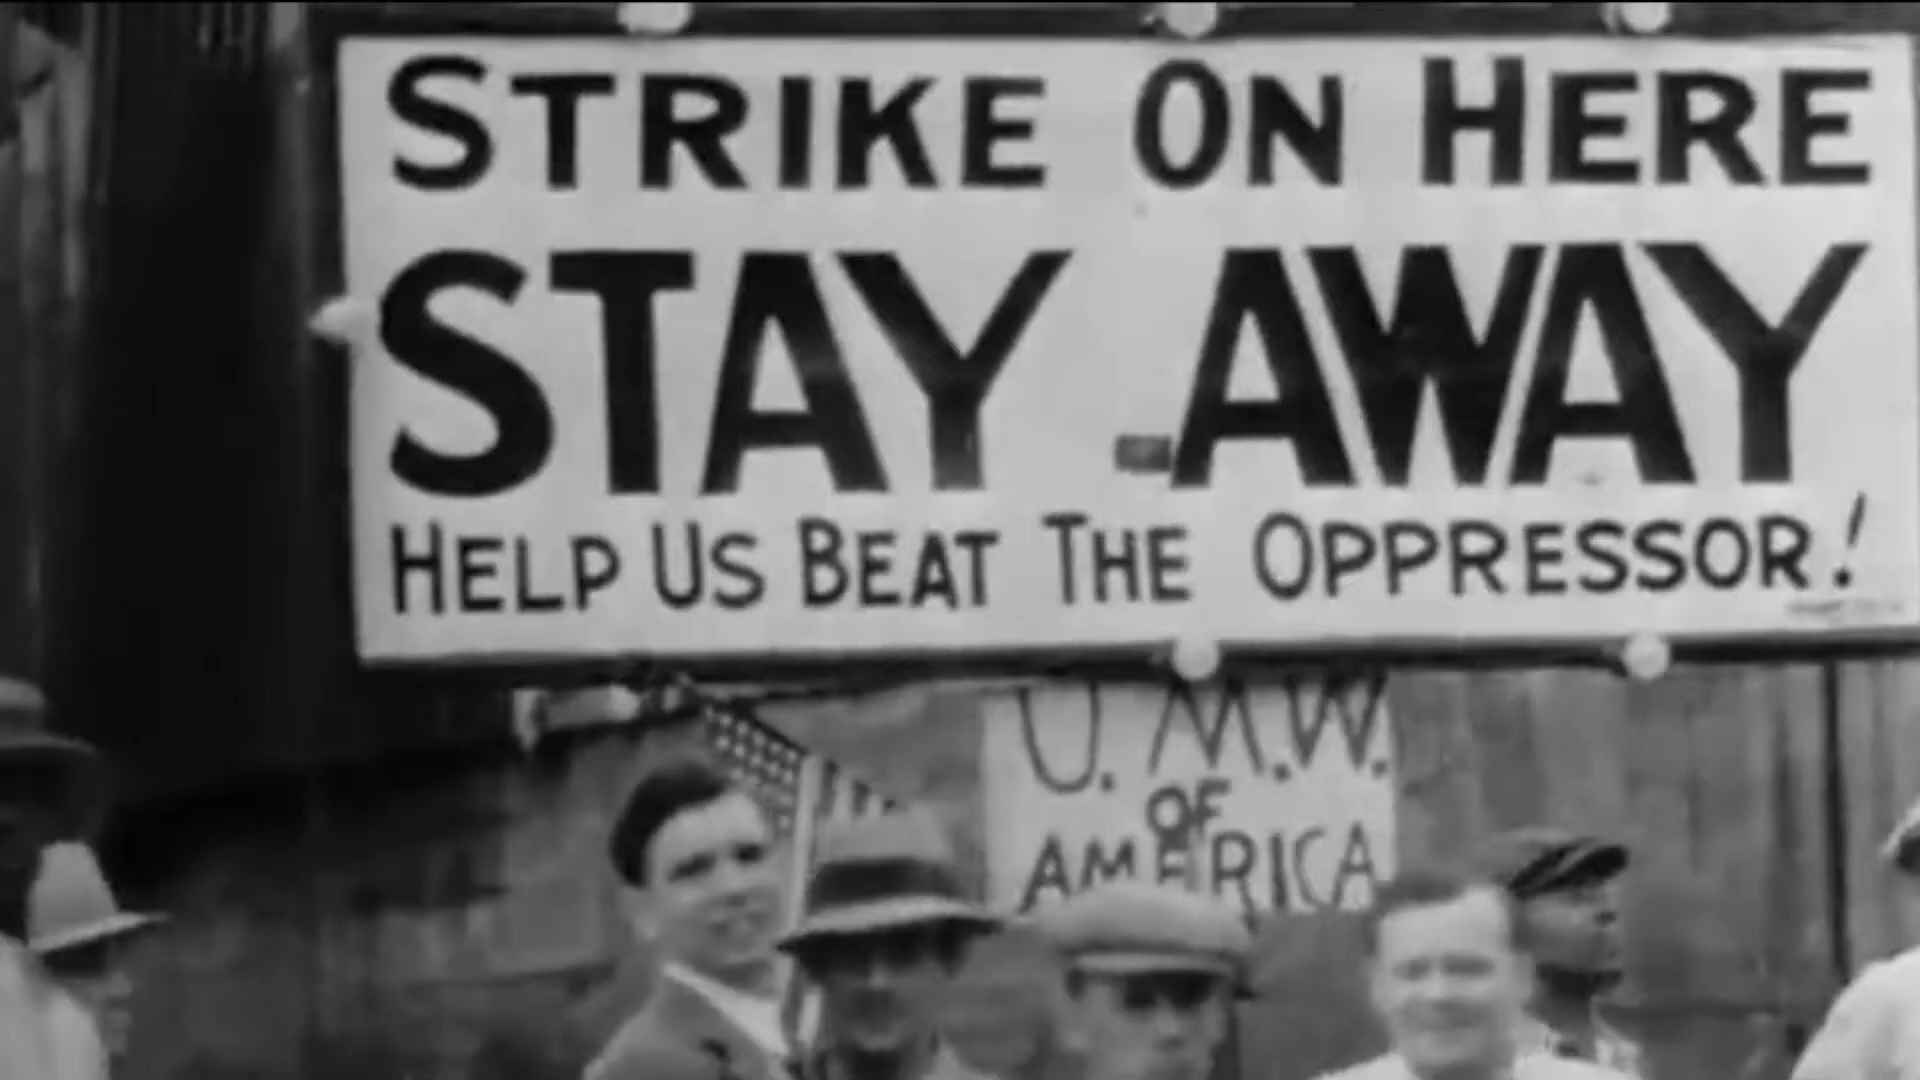 STRIKE ON HERE
STAY AWAY
HELP US BEAT THE OPPRESSOR!
U.M.W.
OF
AMERICA